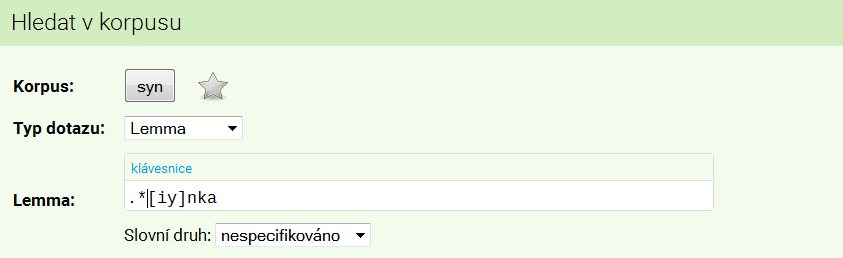 Hledat v korpusu
Korpus: syn
Typ dotazu: Lemma
klávesnice
Lemma: .*[iy]nka
Slovní druh: nespecifikováno